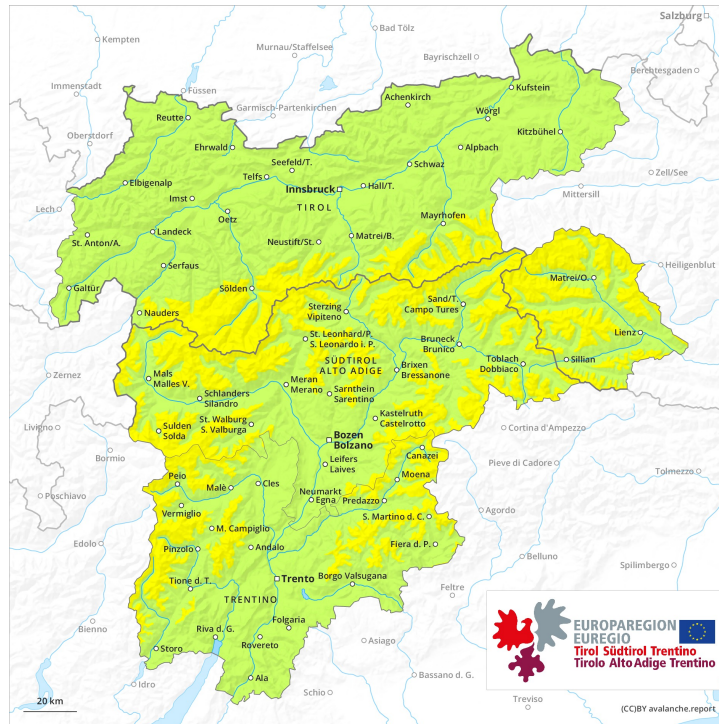 Salzburg
Kempten
Bad Tölz
Murnau/Staffelsee
Bayrischzell
Berchtesgaden
Immenstadt
Füssen
Garmisch-Partenkirchen
Achenkirch
Kufstein
Reutte
Wörgl
Oberstdorf
Ehrwald
Kitzbühel
Alpbach
Seefeld/T.
Schwaz
Zell/See
Telfs
Elbigenalp
Innsbruck
Hall/T.
Mittersill
Imst
TIROL
Lech
Oetz
Mayrhofen
St. Anton/A.
Landeck
Neustift/St.
Matrei/B.
Heiligenblut
Serfaus
Matrei/O.
Galtür
Sölden
Nauders
Sterzing
Vipiteno
Sand/T.
Campo Tures
Lienz
St. Leonhard/P.
S. Leonardo i. P.
Bruneck
Brunico
Sillian
SÜDTIROL
ALTO ADIGE
Toblach
Dobbiaco
Zernez
Mals
Malles V.
Brixen
Bressanone
Meran
Merano
Sarnthein
Sarentino
Schlanders
Silandro
St. Walburg
S. Valburga
Kastelruth
Castelrotto
Livigno
Sulden
Solda
Cortina d'Ampezzo
Bozen
Bolzano
Bormio
Canazei
Pieve di Cadore
Leifers
Laives
Tolmezzo
Peio
Moena
Poschiavo
Malè
Cles
Neumarkt
Egna
Predazzo
Vermiglio
Agordo
S. Martino d. C.
M. Campiglio
Edolo
Pinzolo
Andalo
Fiera d. P.
Belluno
Spilimbergo
Trento
Borgo Valsugana
Tione d. T.
Feltre
TRENTINO
Folgaria
Bienno
Riva d. G.
Rovereto
Asiago
Storo
Ala
Bassano d. G.
Idro
Schio
Treviso
EUROPAREGION
EUREGIO
Tirol Südtirol Trentino
Tirolo Alto Adige Trentino
20 km
(CC)BY avalanche.report